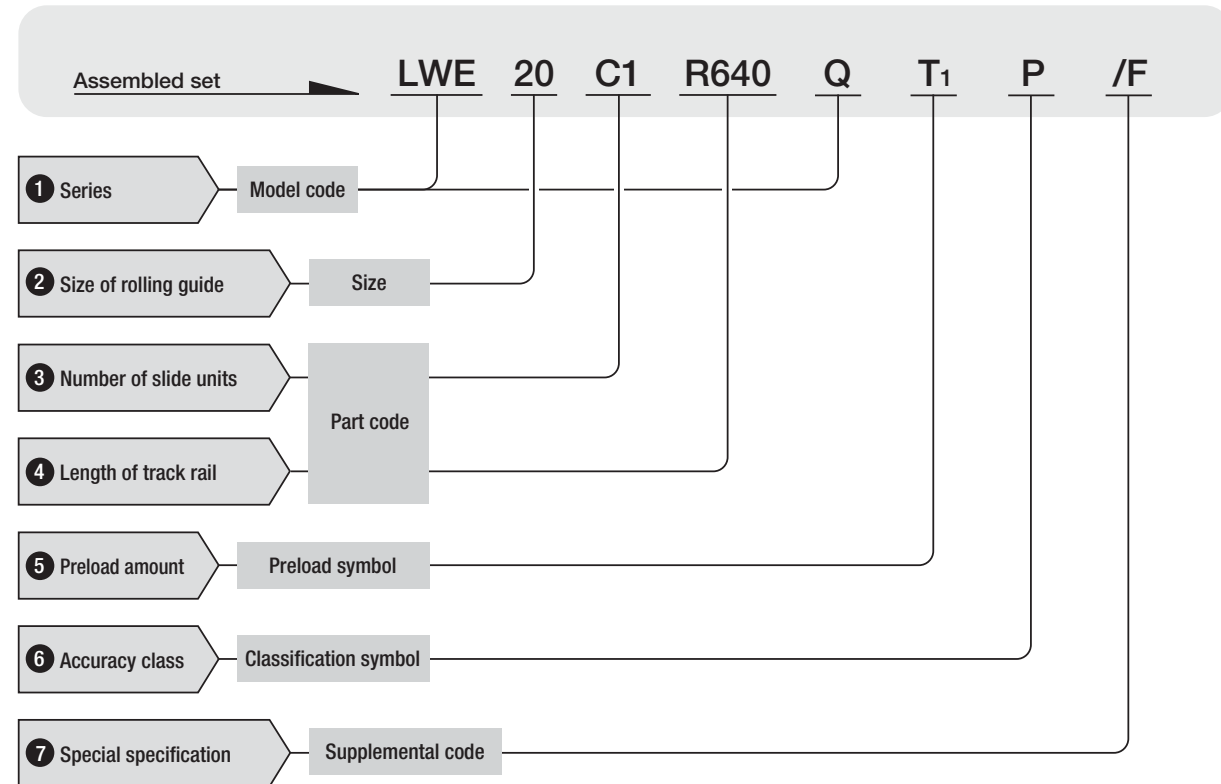 Assembled set LWE 20 C1 R640 Q T1 P /F
1 Series Model code
2 Size of rolling guide Size
3 Number of slide units
Part code
4 Length of track rail
5 Preload amount Preload symbol
6 Accuracy class Classification symbol
7 Special specification Supplemental code